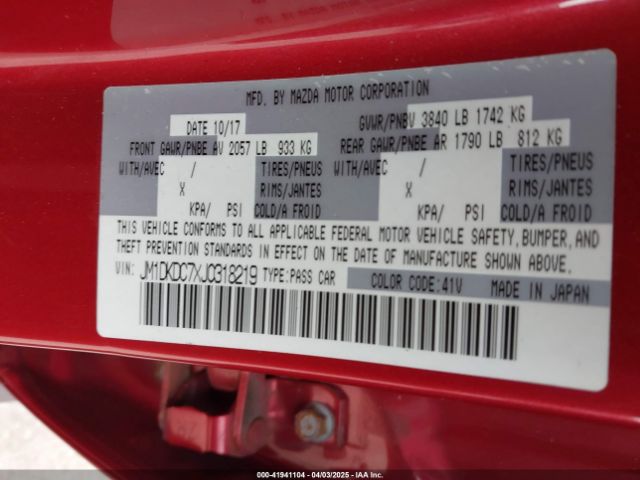 MFD. BY MAZDA MOTOR CORPORATION
DATE 10/17 GVWR/PNBV 3840 LB 1742 KG
FRONT GAWR/PNBE AV 2057 LB 933 KG REAR GAWR/PNBE AR 1790 LB 812 KG
WITH/AVEC / TIRES/PNEUS WITH/AVEC / TIRES/PNEUS
X RIMS/JANTES X RIMS/JANTES
KPA/ PSI COLD/A FROID KPA/ PSI COLD/A FROID
THIS VEHICLE CONFORMS TO ALL APPLICABLE FEDERAL MOTOR VEHICLE SAFETY, BUMPER, AND
THEFT PREVENTION STANDARDS IN EFFECT ON THE DATE OF MANUFACTURE SHOWN ABOVE.
VIN: JM1DKDC7XJ0318219 TYPE:PASS CAR COLOR CODE:41V MADE IN JAPAN
000-41941104 - 04/03/2025 - IAAI.COM